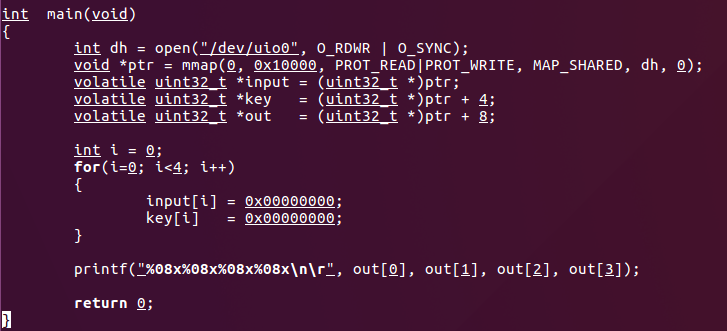 int  main(void)
{
        int dh = open("/dev/uio0", O_RDWR | O_SYNC);
        void *ptr = mmap(0, 0x10000, PROT_READ|PROT_WRITE, MAP_SHARED, dh, 0);
        volatile uint32_t *input = (uint32_t *)ptr;
        volatile uint32_t *key   = (uint32_t *)ptr + 4;
        volatile uint32_t *out   = (uint32_t *)ptr + 8;

        int i = 0;
        for(i=0; i<4; i++)
        {
                input[i] = 0x00000000;
                key[i]   = 0x00000000;
        }

        printf("%08x%08x%08x%08x\n\r", out[0], out[1], out[2], out[3]);

        return 0;
}